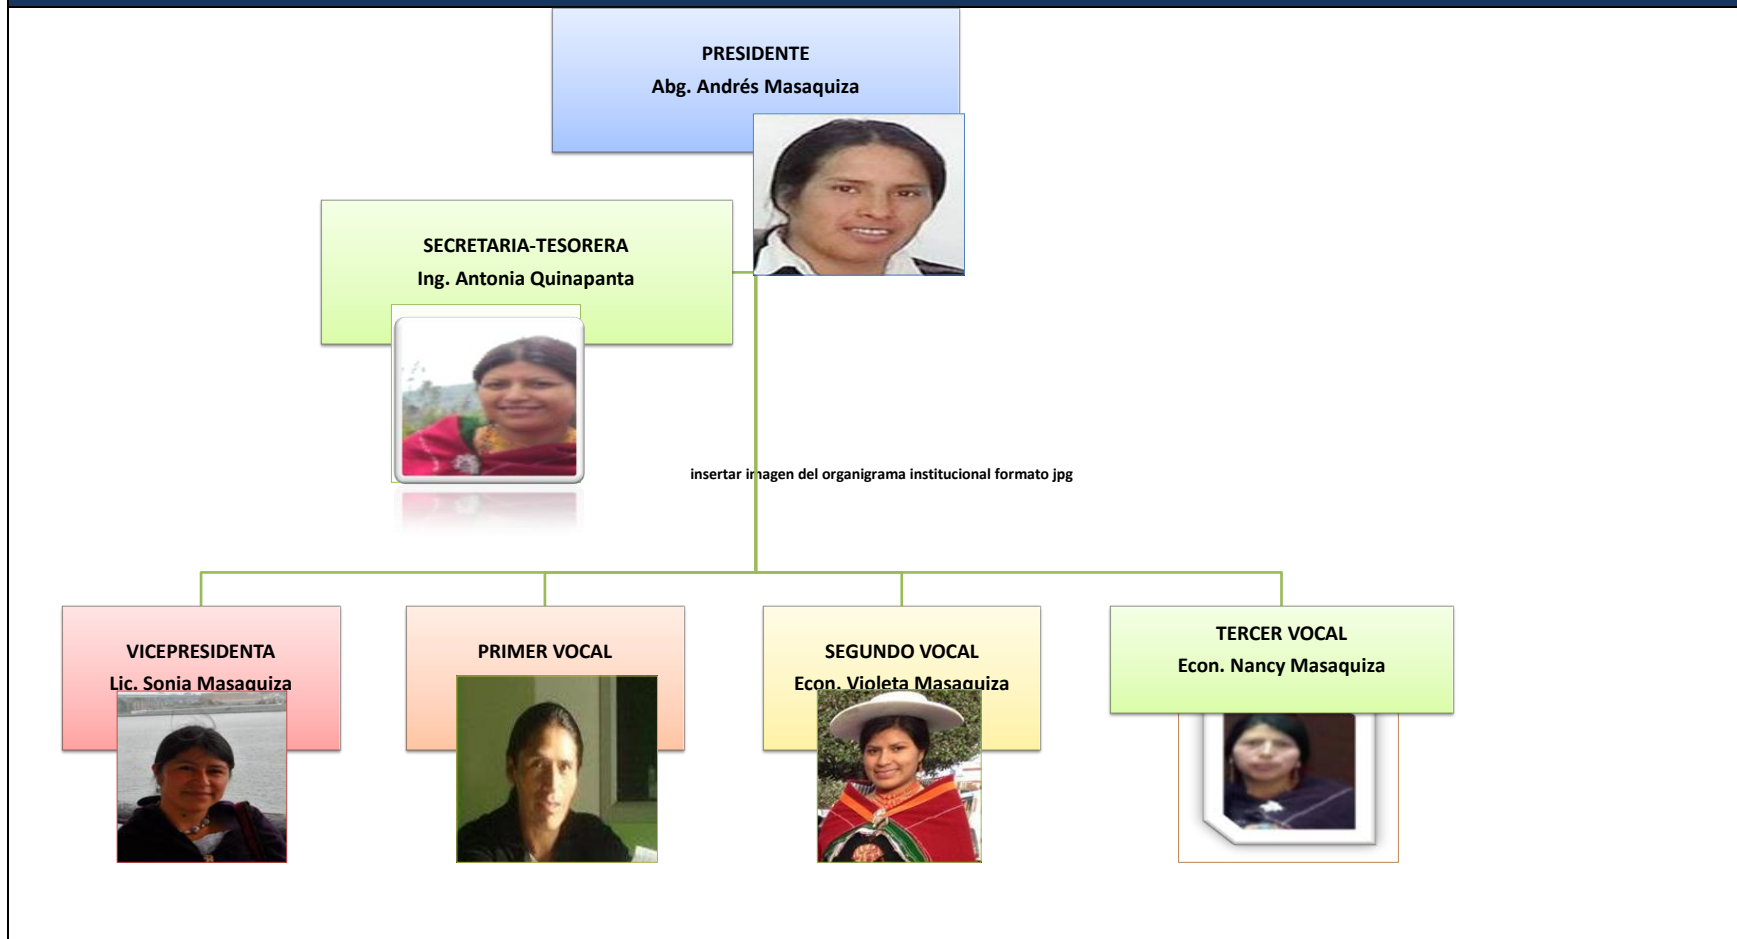 PRESIDENTE
Abg. Andrés Masaquiza
SECRETARIA-TESORERA
Ing. Antonia Quinapanta
insertar imagen del organigrama institucional formato jpg
VICEPRESIDENTA
Lic. Sonia Masaquiza
PRIMER VOCAL
SEGUNDO VOCAL
Econ. Violeta Masaquiza
TERCER VOCAL
Econ. Nancy Masaquiza